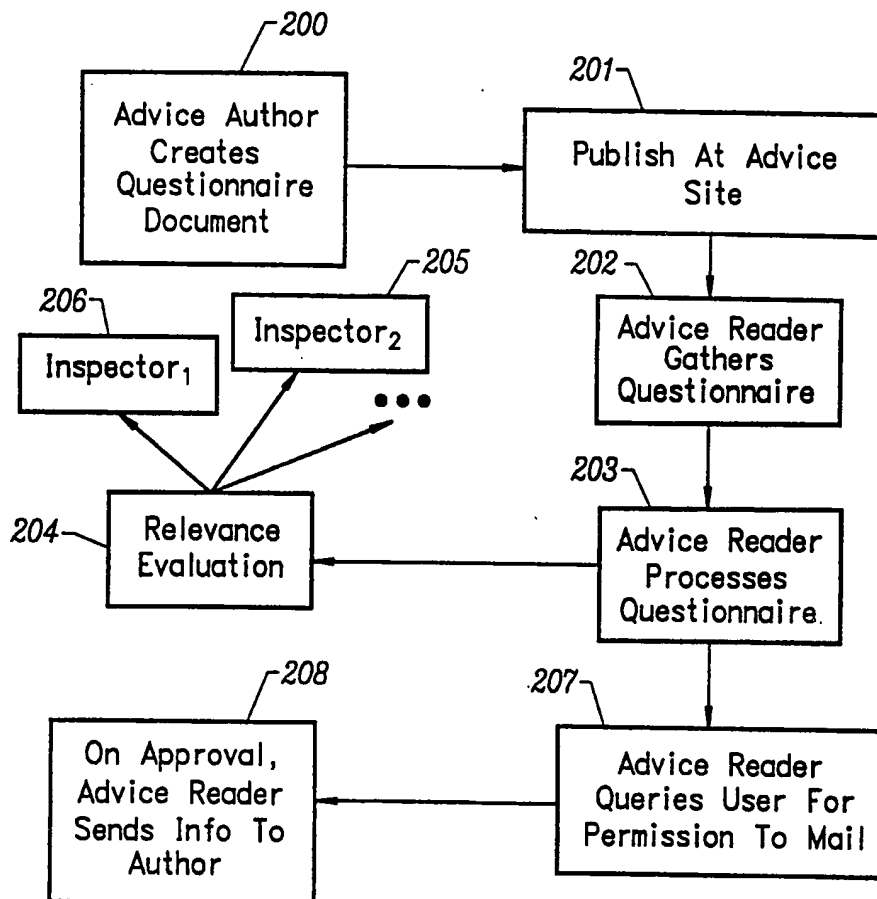 200
Advice Author
Creates
Questionnaire
Document
201
Publish At Advice
Site
202
Advice Reader
Gathers
Questionnaire
203
Advice Reader
Processes
Questionnaire.
204
Relevance
Evaluation
205
Inspector2
206
Inspector1
•••
207
Advice Reader
Queries User For
Permission To Mail
208
On Approval,
Advice Reader
Sends Info To
Author